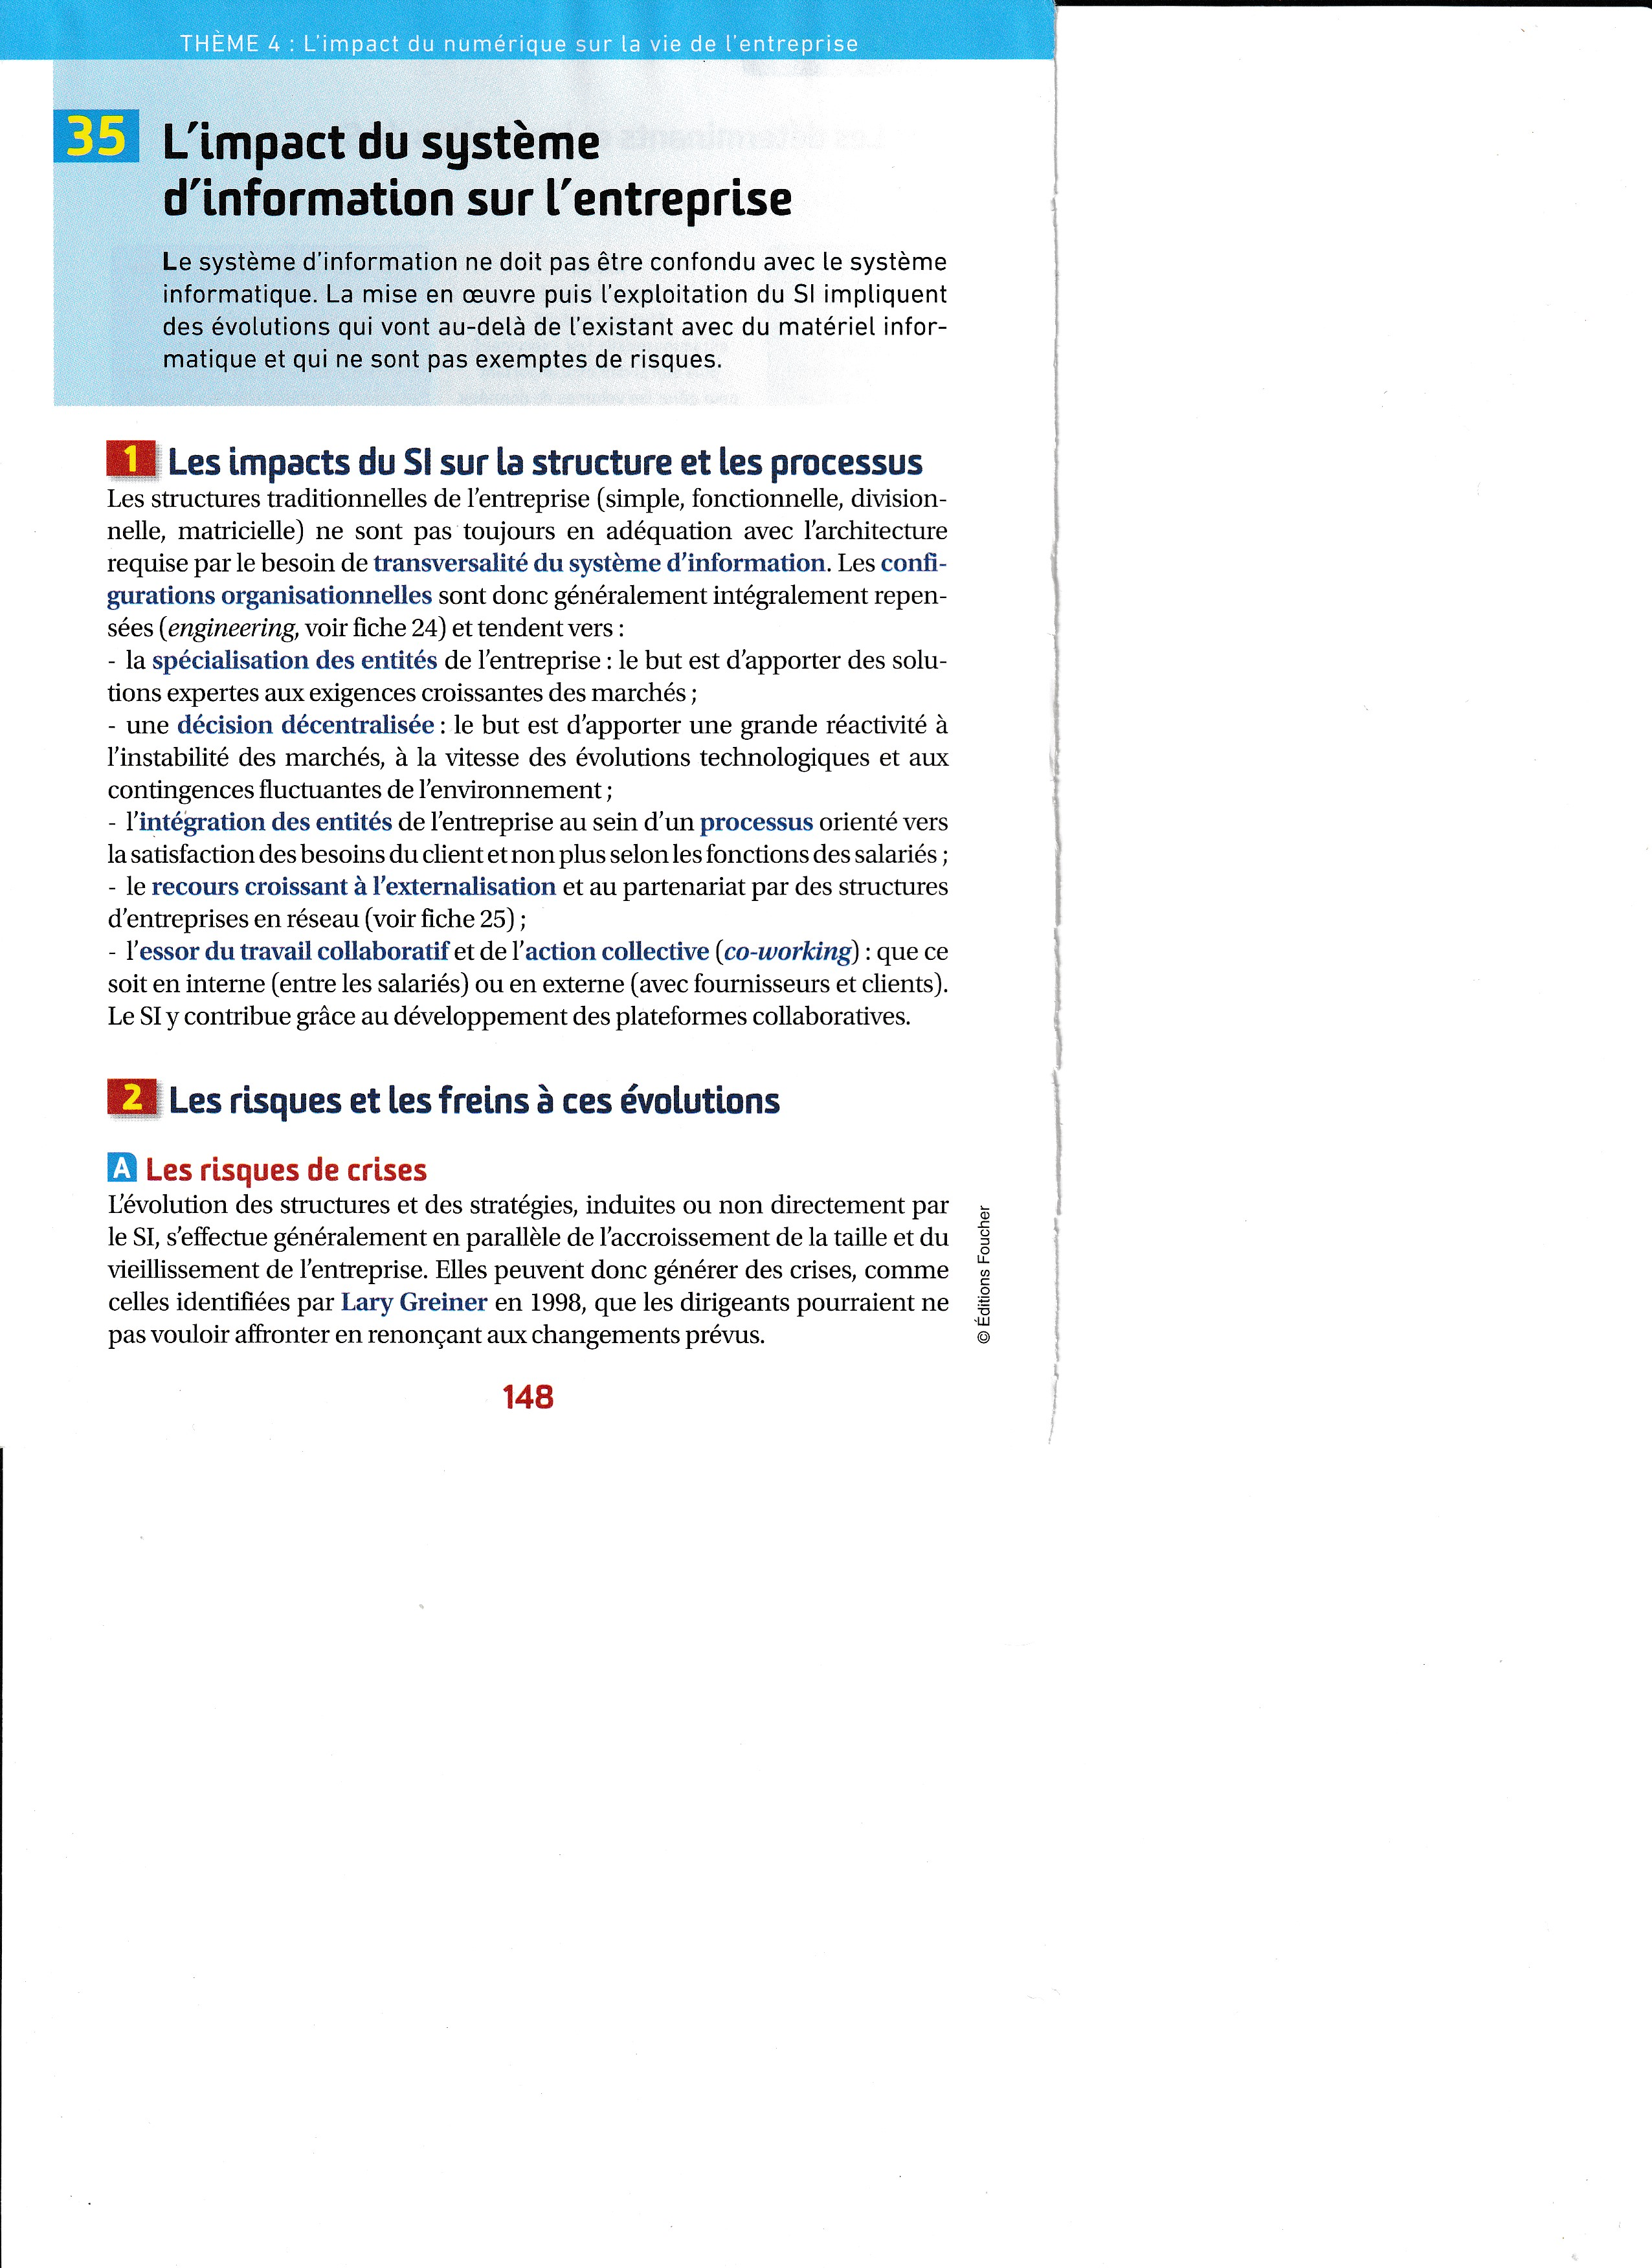 THÈME 4 : L'impact du numérique sur la vie de l'entreprise
35 L'impact du système
d'information sur l'entreprise
Le système d'information ne doit pas être confondu avec le système
informatique. La mise en œuvre puis l'exploitation du SI impliquent
des évolutions qui vont au-delà de l'existant avec du matériel infor-
matique et qui ne sont pas exemptes de risques.
1 Les impacts du SI sur la structure et les processus
Les structures traditionnelles de l'entreprise (simple, fonctionnelle, division-
nelle, matricielle) ne sont pas toujours en adéquation avec l'architecture
requise par le besoin de transversalité du système d'information. Les confi-
gurations organisationnelles sont donc généralement intégralement repen-
sées (engineering, voir fiche 24) et tendent vers :
- la spécialisation des entités de l'entreprise : le but est d'apporter des solu-
tions expertes aux exigences croissantes des marchés ;
- une décision décentralisée : le but est d'apporter une grande réactivité à
l'instabilité des marchés, à la vitesse des évolutions technologiques et aux
contingences fluctuantes de l'environnement ;
- l'intégration des entités de l'entreprise au sein d'un processus orienté vers
la satisfaction des besoins du client et non plus selon les fonctions des salariés ;
- le recours croissant à l'externalisation et au partenariat par des structures
d'entreprises en réseau (voir fiche 25) ;
- l'essor du travail collaboratif et de l'action collective (co-working) : que ce
soit en interne (entre les salariés) ou en externe (avec fournisseurs et clients).
Le SI y contribue grâce au développement des plateformes collaboratives.
2 Les risques et les freins à ces évolutions
A Les risques de crises
L'évolution des structures et des stratégies, induites ou non directement par
le SI, s'effectue généralement en parallèle de l'accroissement de la taille et du
vieillissement de l'entreprise. Elles peuvent donc générer des crises, comme
celles identifiées par Lary Greiner en 1998, que les dirigeants pourraient ne
pas vouloir affronter en renonçant aux changements prévus.
© Éditions Foucher
148